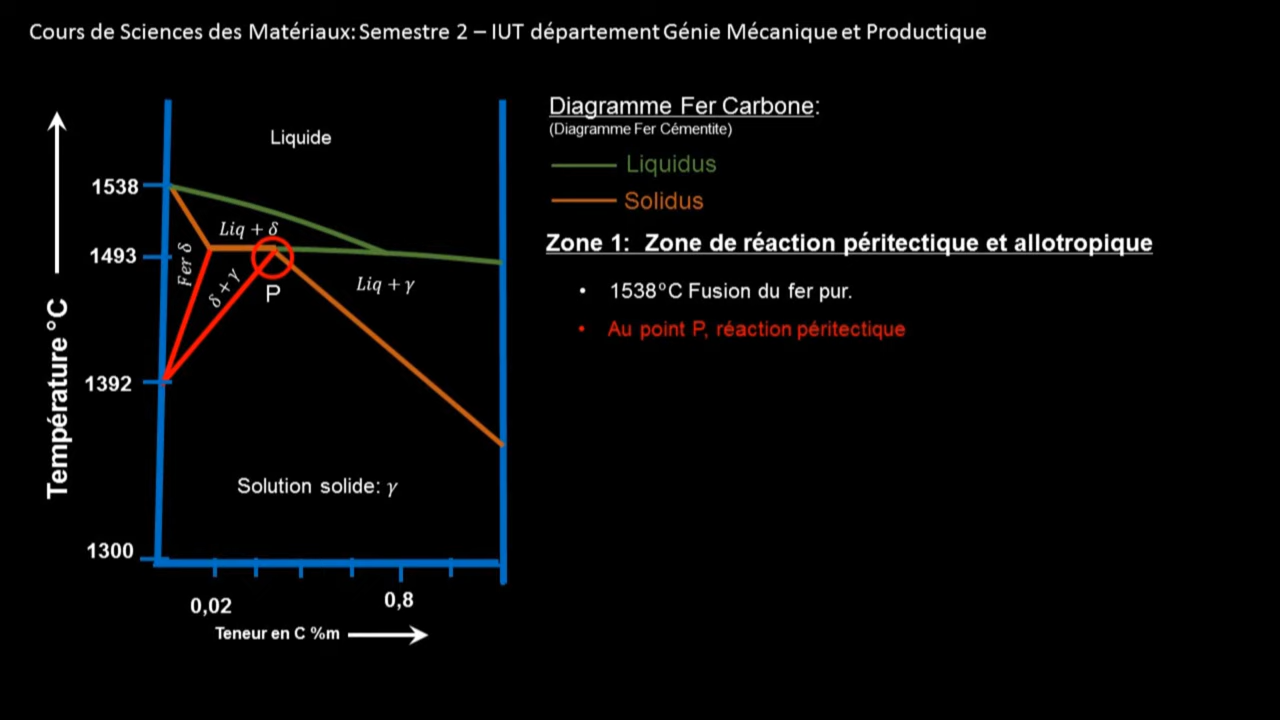 Cours de Sciences des Matériaux: Semestre 2 – IUT département Génie Mécanique et Productique
Diagramme Fer Carbone:
(Diagramme Fer Cémentite)
Liquidus
Solidus
Zone 1: Zone de réaction péritectique et allotropique
• 1538°C Fusion du fer pur.
• Au point P, réaction péritectique
Température °C
1538
1493
1392
1300
Liquide
Liq + δ
Fer δ
δ + γ
P
Liq + γ
Solution solide: γ
0,02
0,8
Teneur en C %m